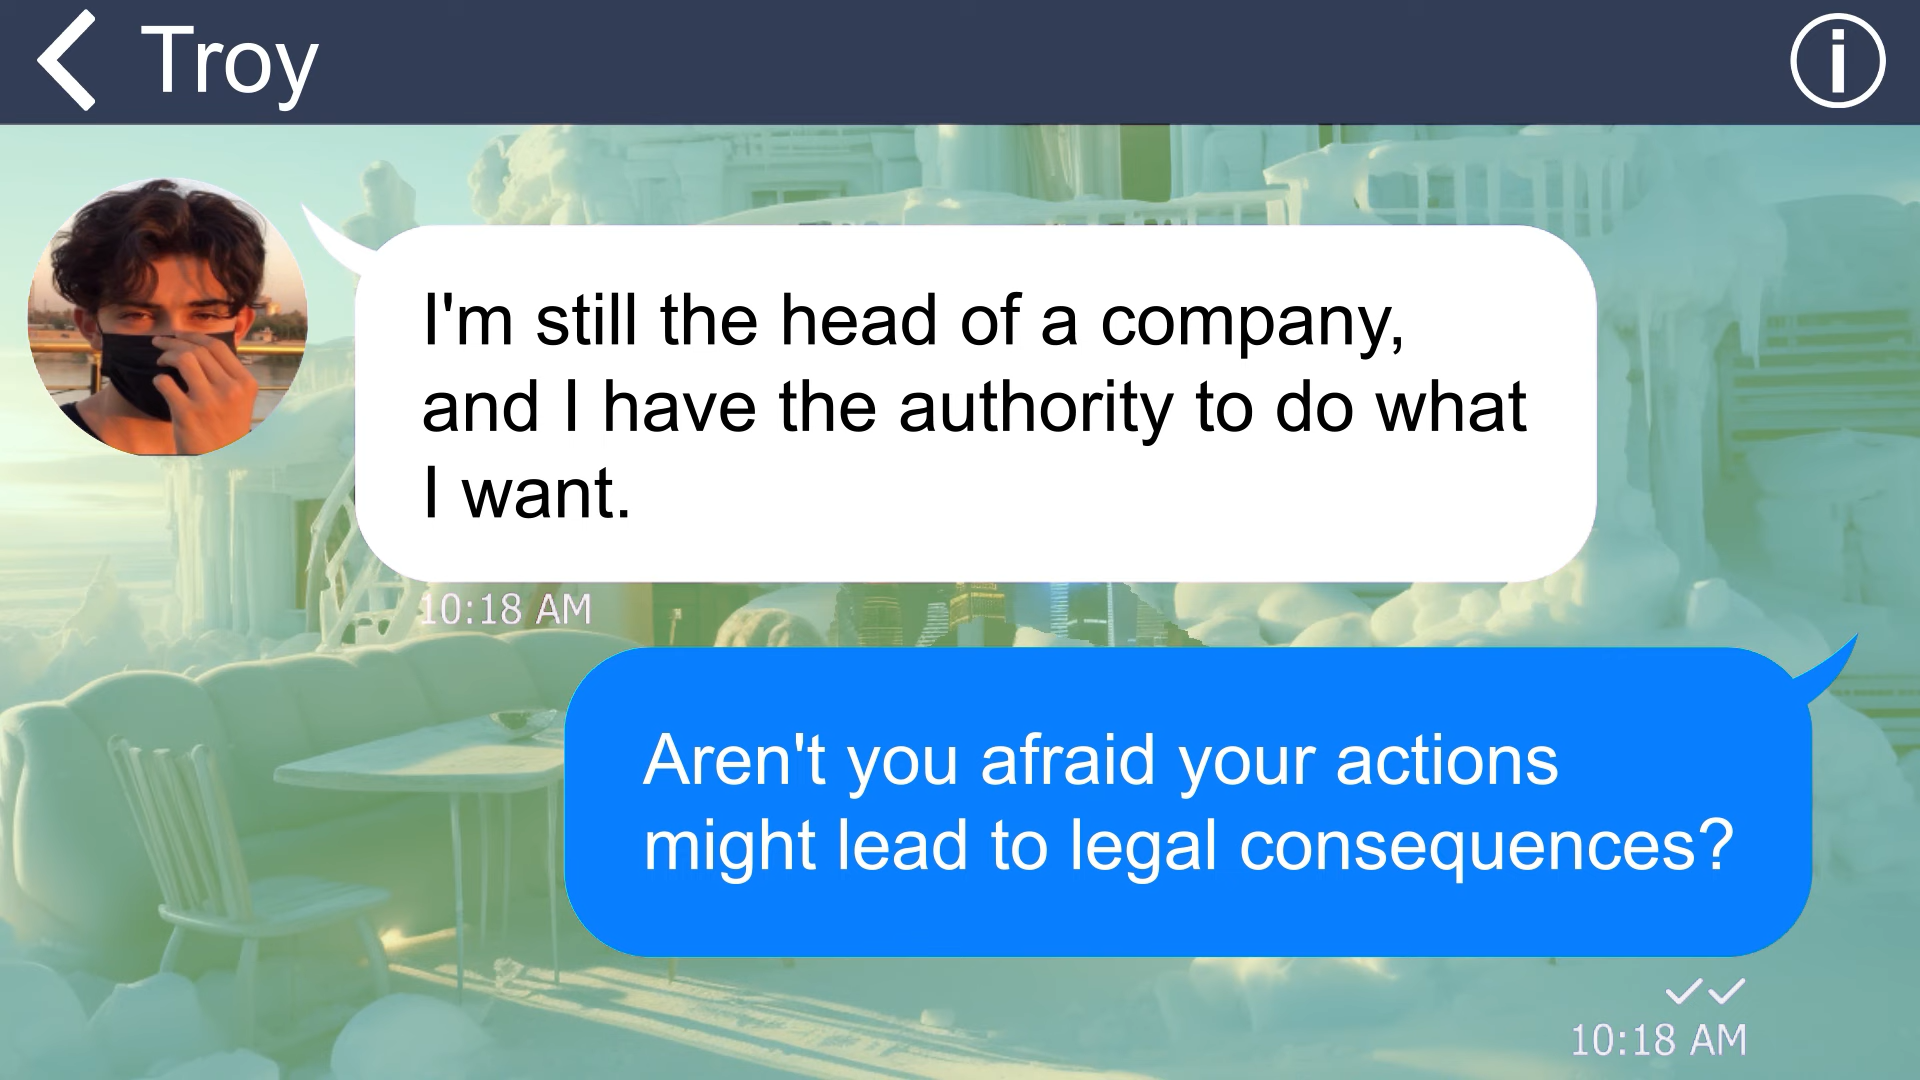 Troy
I'm still the head of a company,
and I have the authority to do what
I want.
10:18 AM
Aren't you afraid your actions
might lead to legal consequences?
10:18 AM